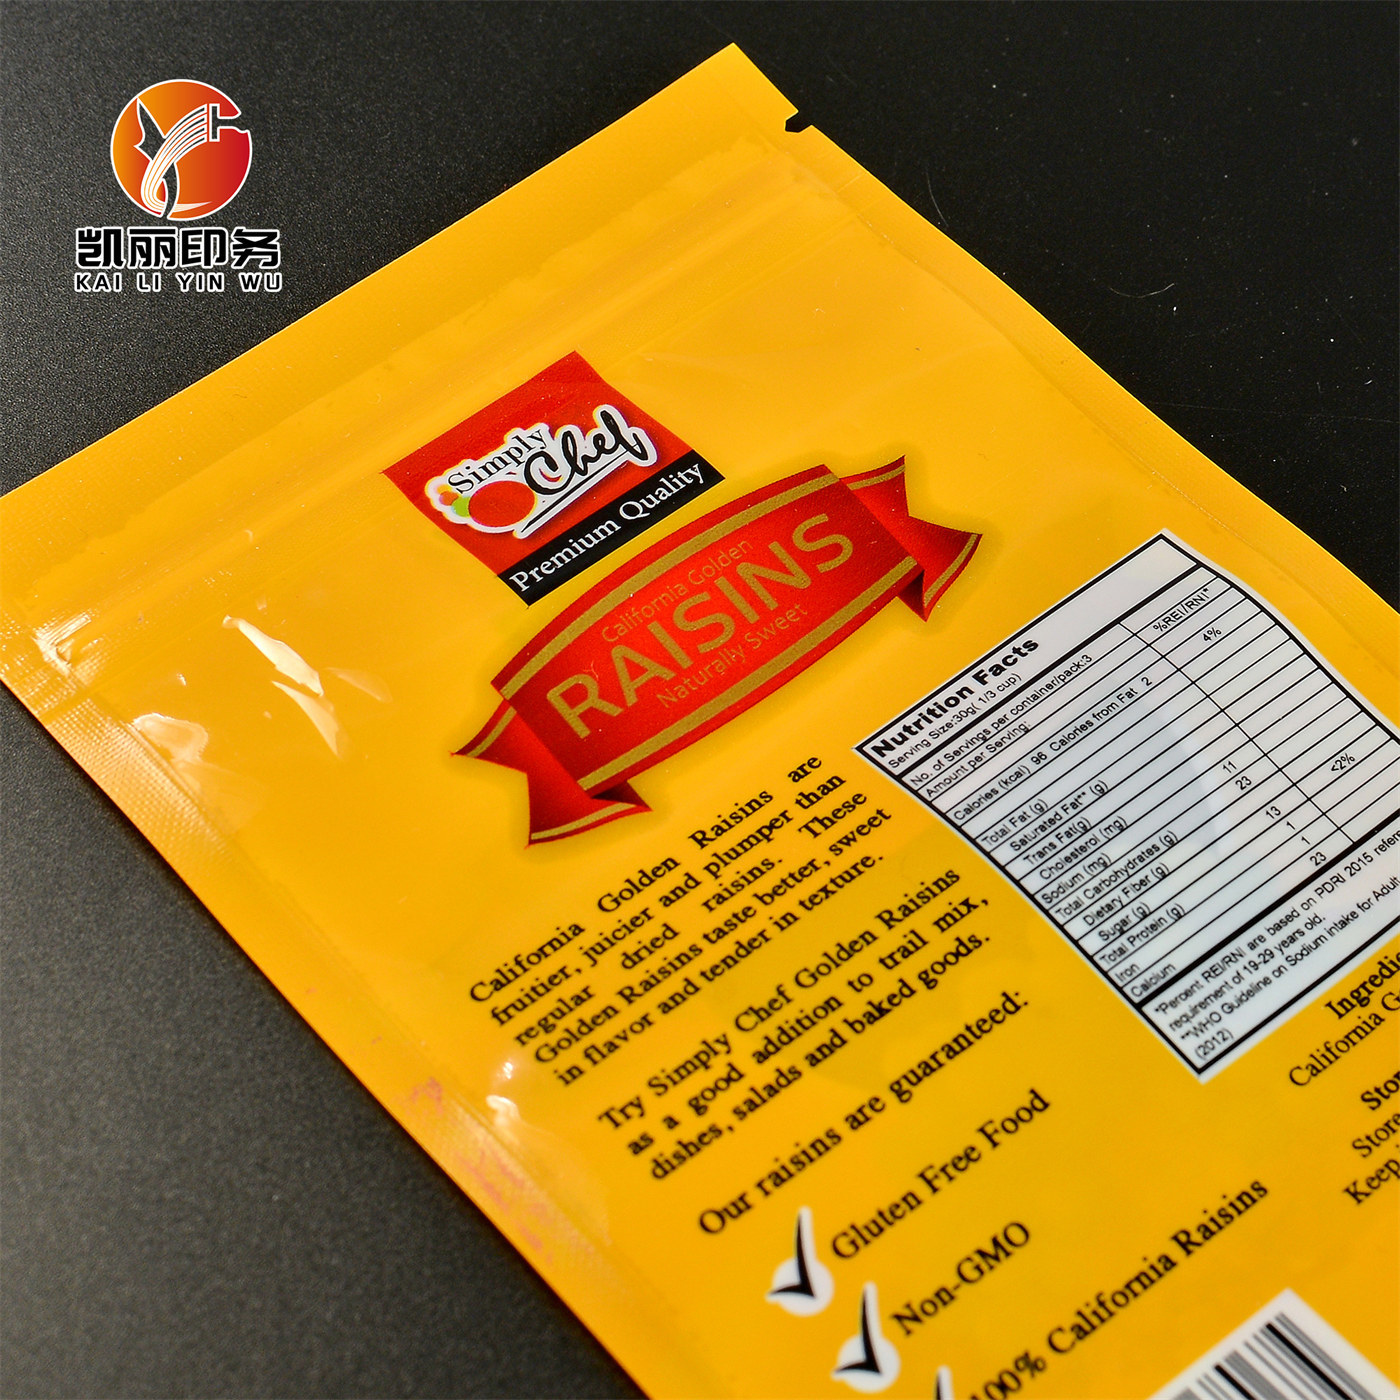 凯丽印务
KAI LI YIN WU
Simply
Chef
Premium Quality
California Golden
RAISINS
Naturally Sweet
California Golden Raisins are
fruitier, juicier and plumper than
regular dried raisins. These
Golden Raisins taste better, sweet
in flavor and tender in texture.
Try Simply Chef Golden Raisins
as a good addition to trail mix,
dishes, salads and baked goods.
Our raisins are guaranteed:
Gluten Free Food
Non-GMO
100% California Raisins
Nutrition Facts
Serving Size:30g( 1/3 cup)
No. of Servings per container/pack:3
Amount per Serving: %REI/RNI*
Calories (kcal) 96 Calories from Fat 2 4%
Total Fat (g)
Saturated Fat** (g)
Trans Fat(g)
Cholesterol (mg)
Sodium (mg) 11
Total Carbohydrates (g) 23
Dietary Fiber (g)
Sugar (g) 13
Total Protein (g) 1
Iron 1 <2%
Calcium 23
*Percent REI/RNI are based on PDRI 2015
requirement of 19-29 years old.
**WHO Guideline on Sodium intake for Adult
(2012)
California
Store
Keep